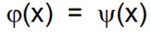 φ(x) = ψ(x)